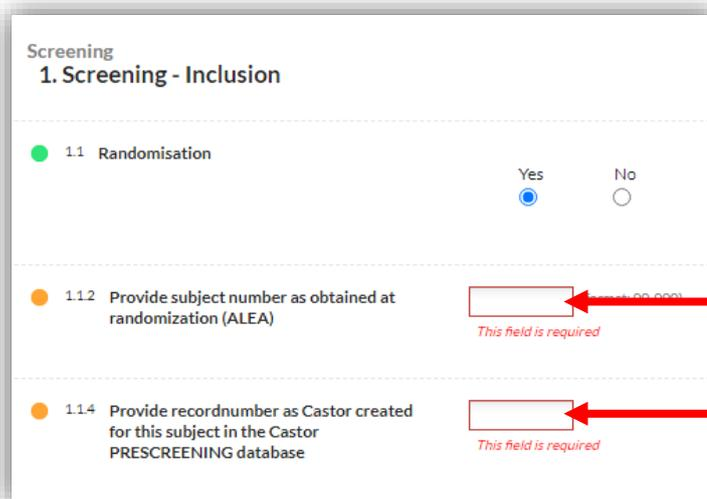 Screening
1. Screening - Inclusion
1.1 Randomisation
Yes No
1.1.2 Provide subject number as obtained at
randomization (ALEA)
This field is required
1.1.4 Provide recordnumber as Castor created
for this subject in the Castor
PRESCREENING database
This field is required